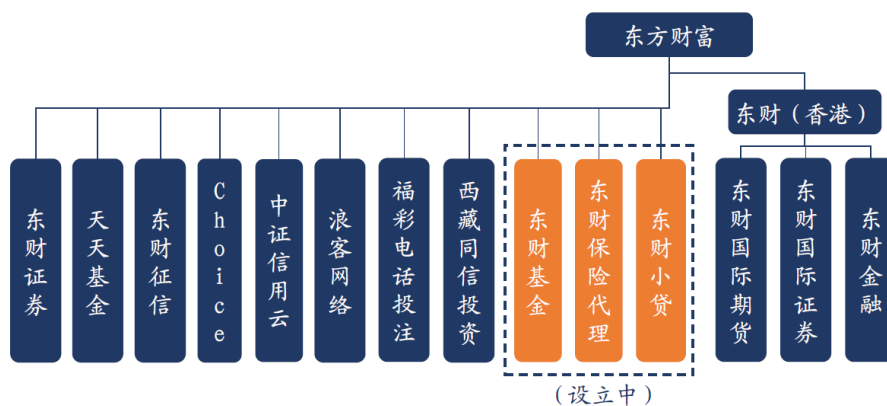 东方财富
东财（香港）
东财证券
天天基金
东财征信
Choice
中证信用云
浪客网络
福彩电话投注
西藏同信投资
东财基金
东财保险代理
东财小贷
东财国际期货
东财国际证券
东财金融
（设立中）